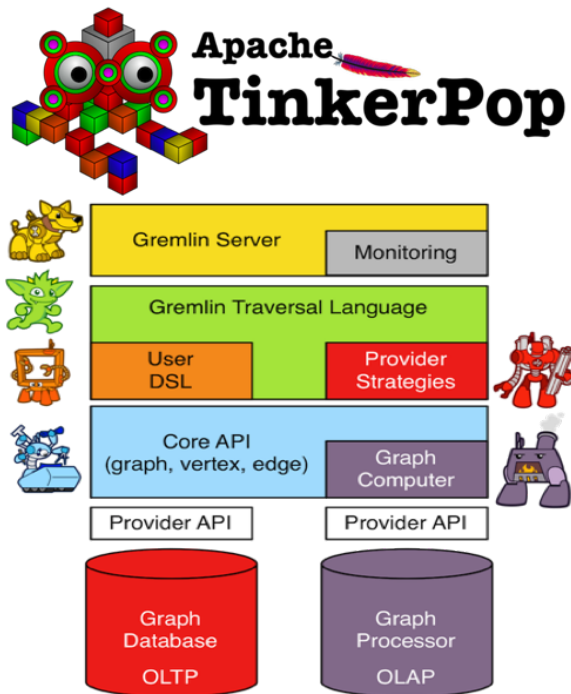 Apache
TinkerPop
Gremlin Server
Monitoring
Gremlin Traversal Language
User
DSL
Provider
Strategies
Core API
(graph, vertex, edge)
Graph
Computer
Provider API
Provider API
Graph
Database
OLTP
Graph
Processor
OLAP